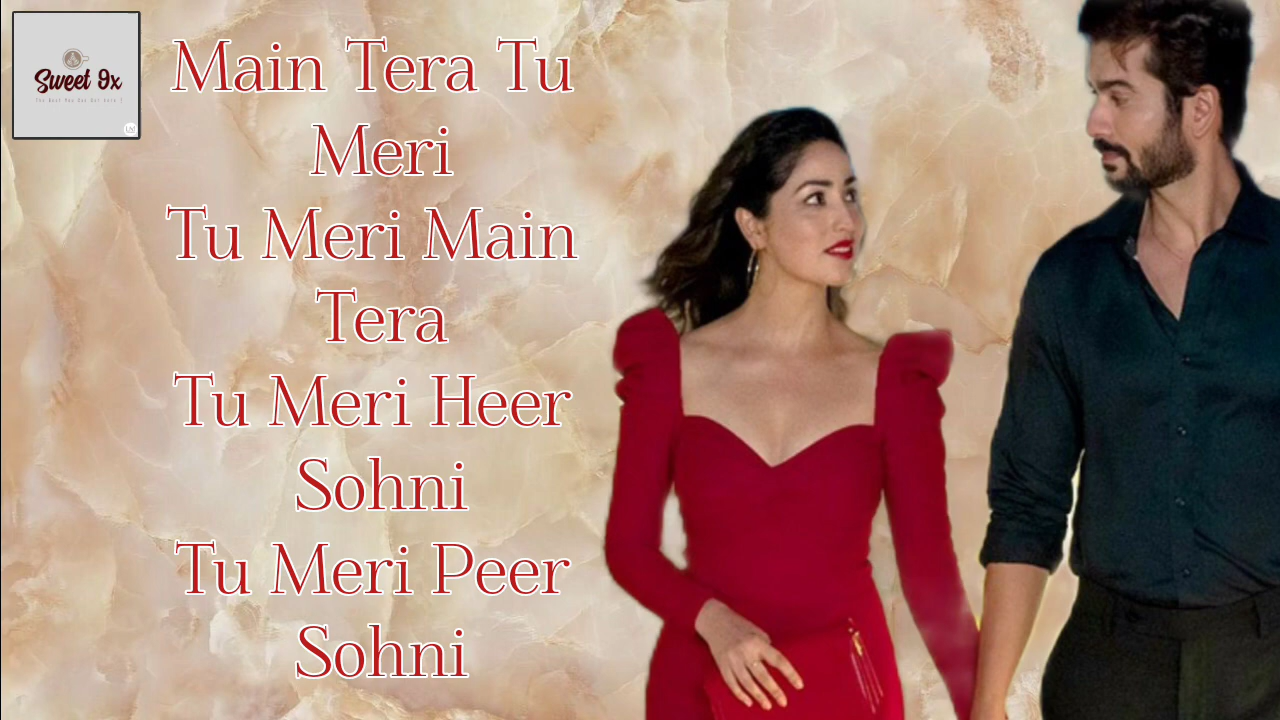 Sweet 9x
Main Tera Tu
Meri
Tu Meri Main
Tera
Tu Meri Heer
Sohni
Tu Meri Peer
Sohni